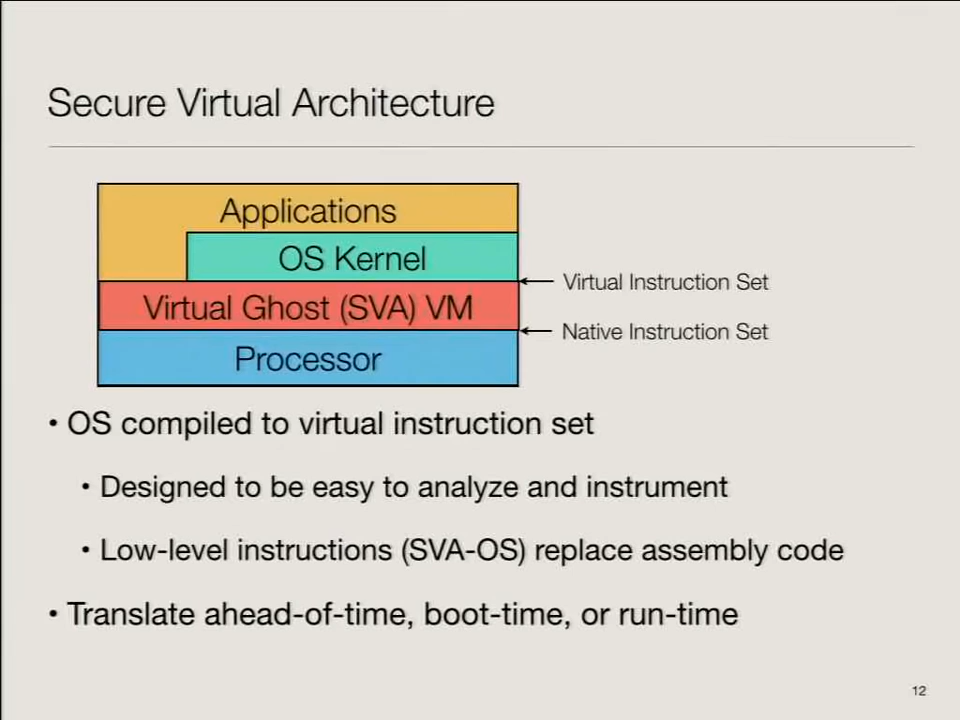 Secure Virtual Architecture
Applications
OS Kernel
Virtual Instruction Set
Virtual Ghost (SVA) VM
Native Instruction Set
Processor
• OS compiled to virtual instruction set
• Designed to be easy to analyze and instrument
• Low-level instructions (SVA-OS) replace assembly code
• Translate ahead-of-time, boot-time, or run-time
12